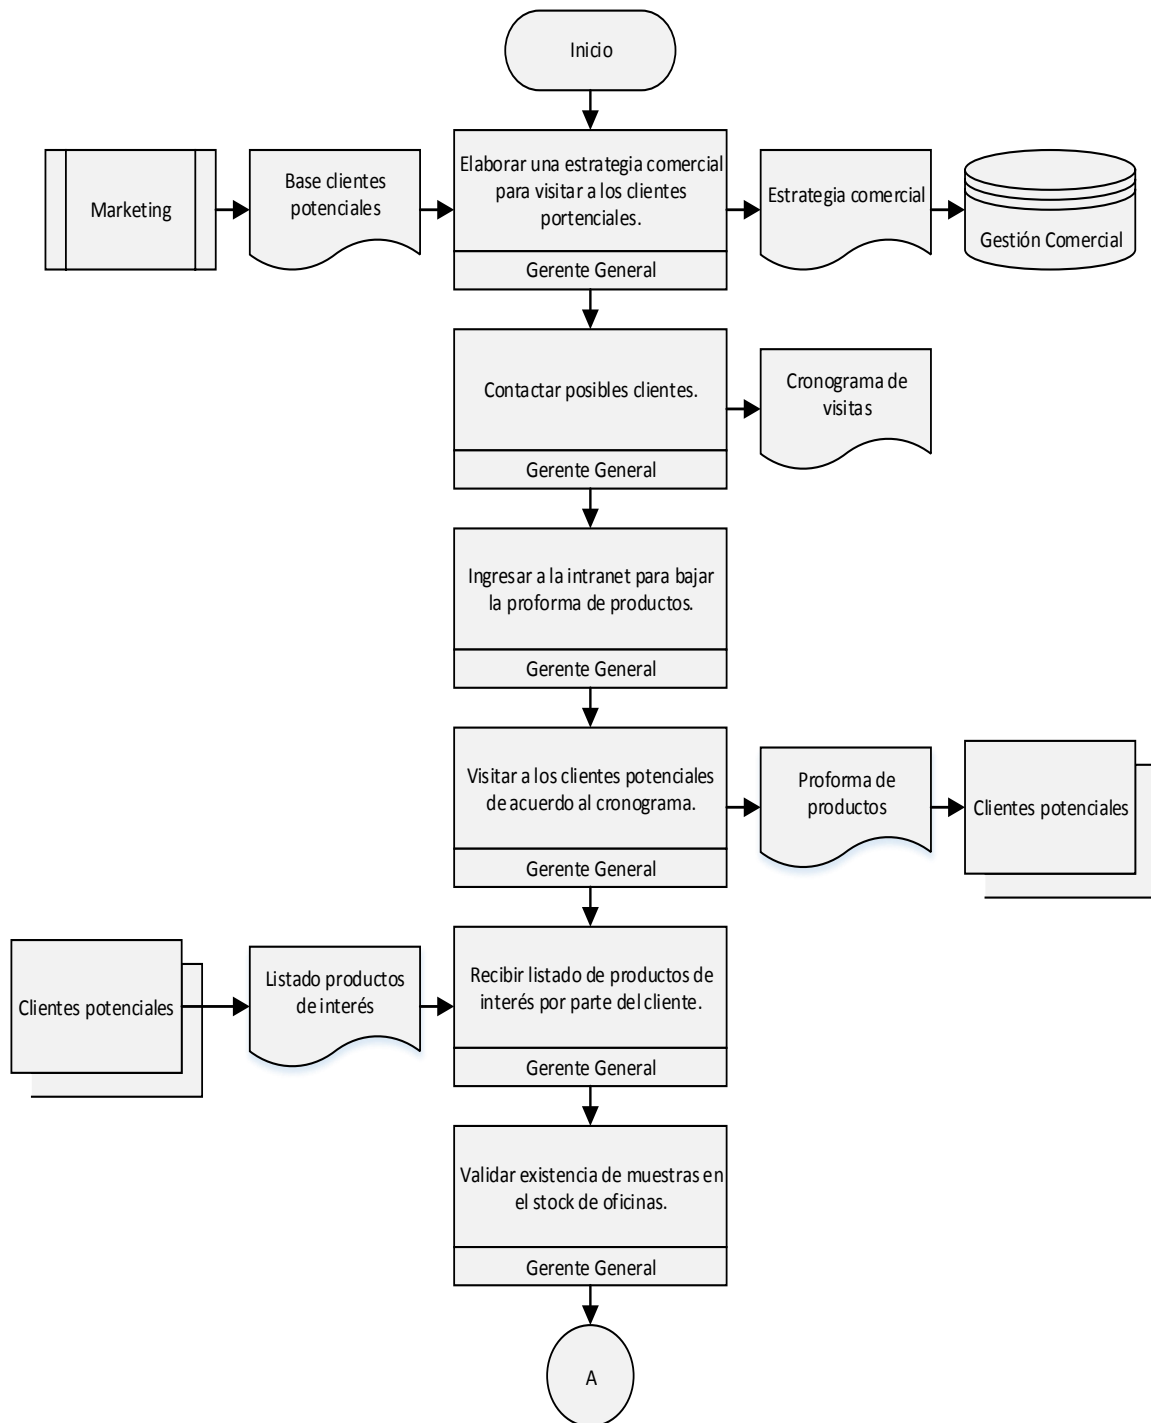 Inicio
Marketing
Base clientes
potenciales
Elaborar una estrategia comercial
para visitar a los clientes
portenciales.
Gerente General
Estrategia comercial
Gestión Comercial
Contactar posibles clientes.
Gerente General
Cronograma de
visitas
Ingresar a la intranet para bajar
la proforma de productos.
Gerente General
Visitar a los clientes potenciales
de acuerdo al cronograma.
Gerente General
Proforma de
productos
Clientes potenciales
Clientes potenciales
Listado productos
de interés
Recibir listado de productos de
interés por parte del cliente.
Gerente General
Validar existencia de muestras en
el stock de oficinas.
Gerente General
A